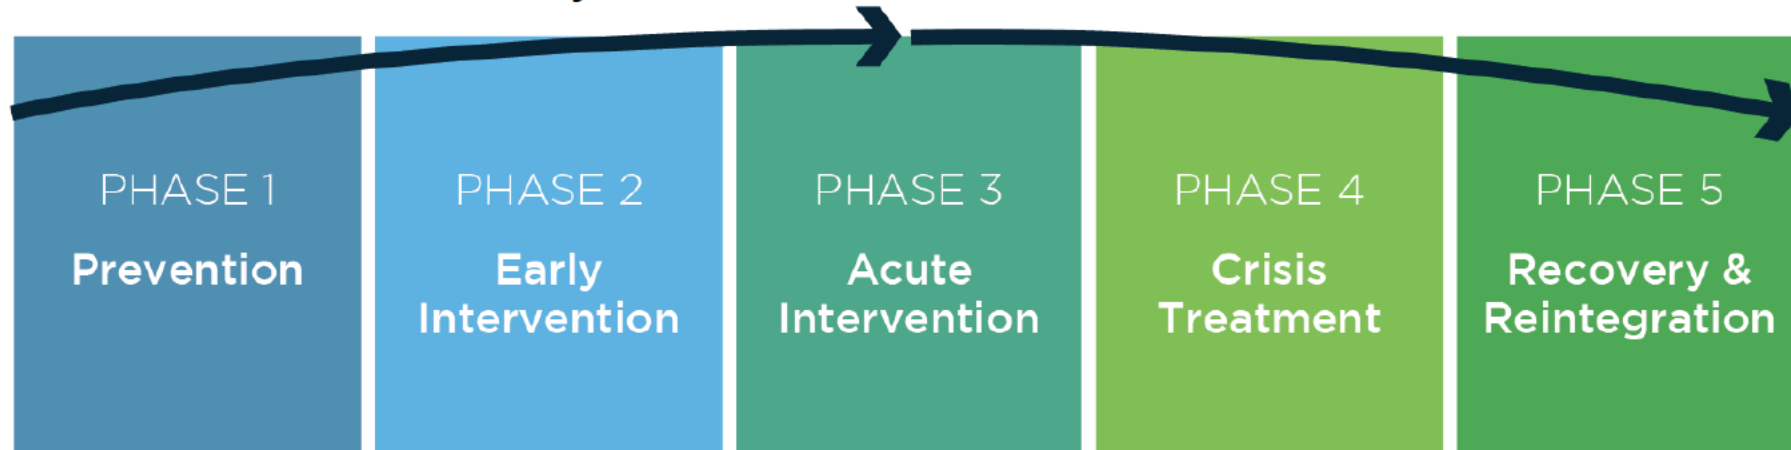 PHASE 1
Prevention
PHASE 2
Early
Intervention
PHASE 3
Acute
Intervention
PHASE 4
Crisis
Treatment
PHASE 5
Recovery &
Reintegration